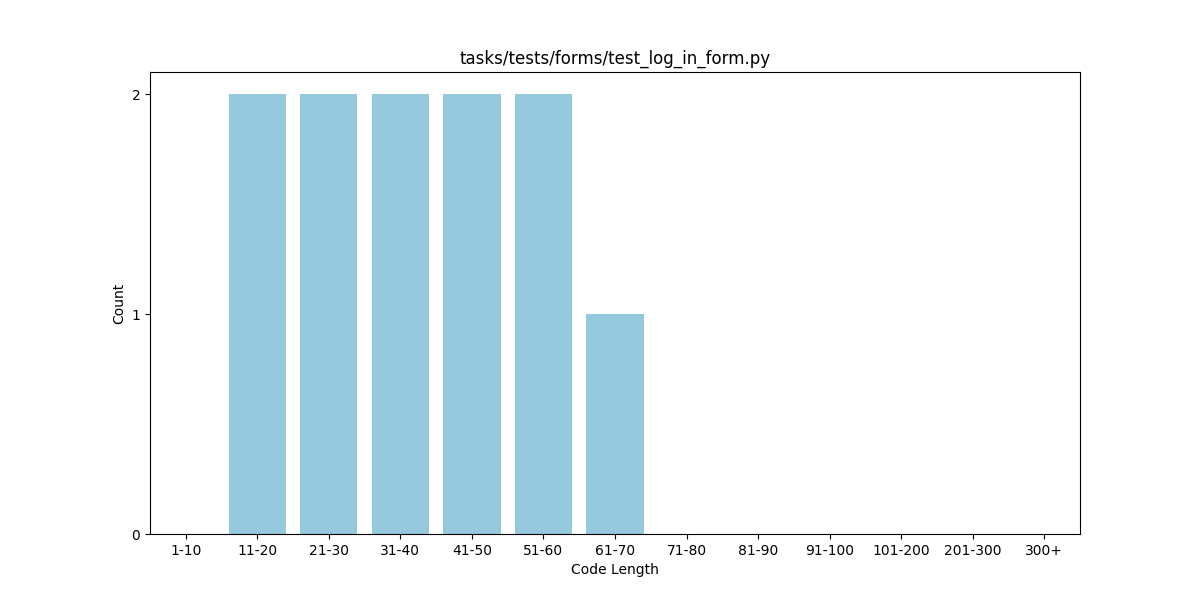 tasks/tests/forms/test_log_in_form.py
2
1
0
Count
1-10 11-20 21-30 31-40 41-50 51-60 61-70 71-80 81-90 91-100 101-200 201-300 300+
Code Length